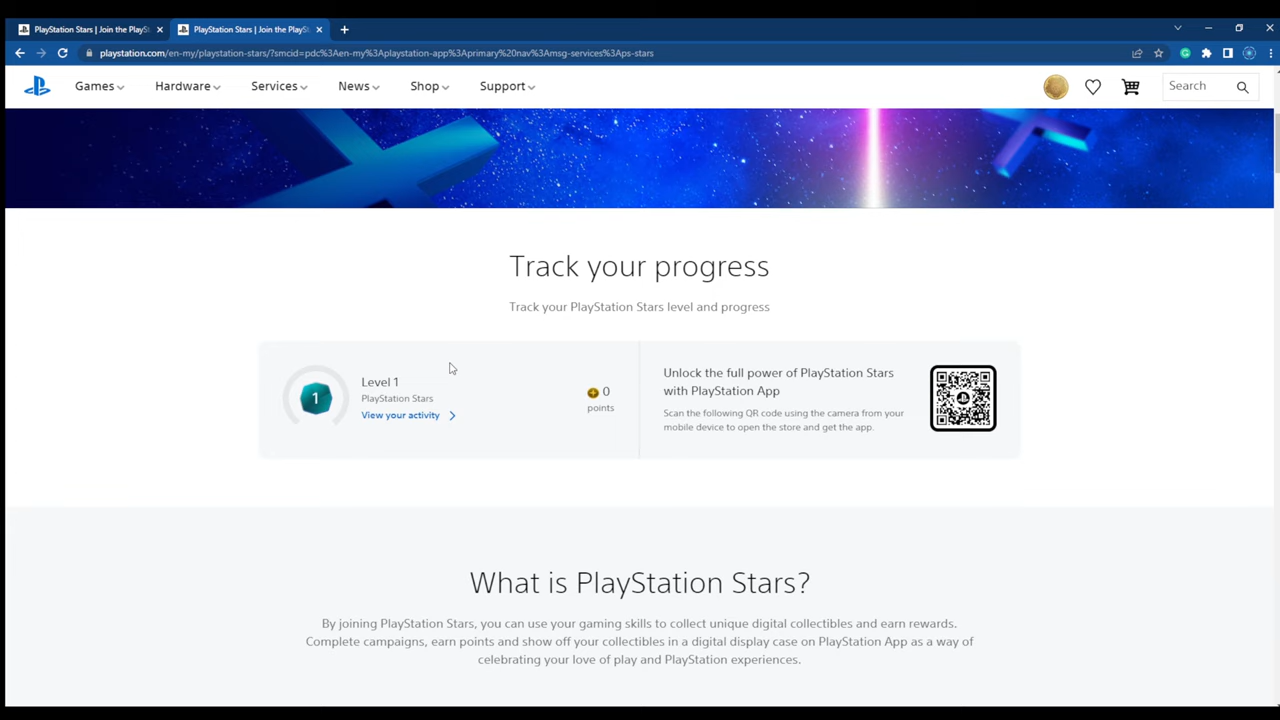 PlayStation Stars | Join the PlayS
PlayStation Stars | Join the PlayS
playstation.com/en-my/playstation-stars/?smcid=pdc%3Aen-my%3Aplaystation-app%3Aprimary%20nav%3Amsg-services%3Aps-stars
Games
Hardware
Services
News
Shop
Support
Search
Track your progress
Track your PlayStation Stars level and progress
1
Level 1
PlayStation Stars
View your activity
0
points
Unlock the full power of PlayStation Stars
with PlayStation App
Scan the following QR code using the camera from your
mobile device to open the store and get the app.
What is PlayStation Stars?
By joining PlayStation Stars, you can use your gaming skills to collect unique digital collectibles and earn rewards.
Complete campaigns, earn points and show off your collectibles in a digital display case on PlayStation App as a way of
celebrating your love of play and PlayStation experiences.